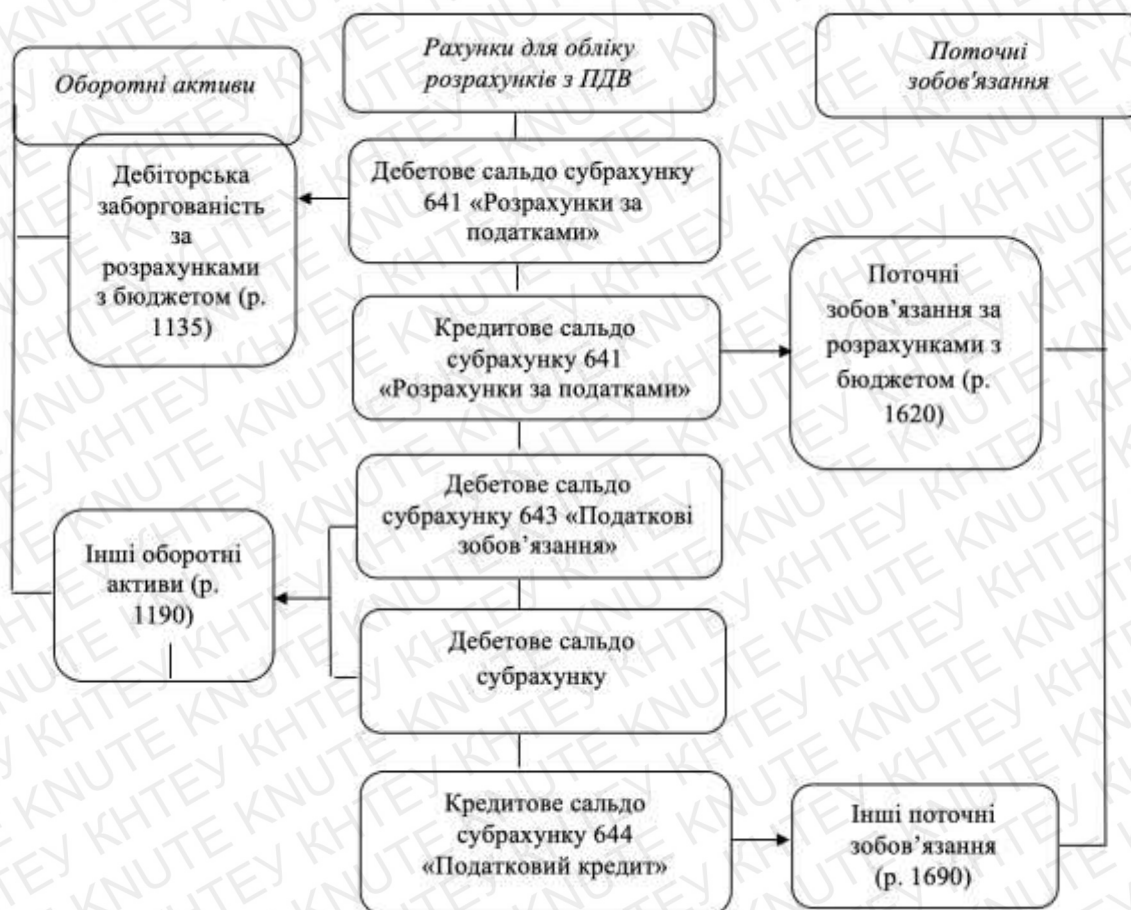 Оборотні активи
Рахунки для обліку
розрахунків з ПДВ
Поточні
зобов'язання
Дебіторська
заборгованість
за
розрахунками
з бюджетом (р.
1135)
Дебетове сальдо субрахунку
641 «Розрахунки за
податками»
Кредитове сальдо
субрахунку 641
«Розрахунки за податками»
Поточні
зобов’язання за
розрахунками з
бюджетом (р.
1620)
Дебетове сальдо
субрахунку 643 «Податкові
зобов’язання»
Інші оборотні
активи (р.
1190)
Дебетове сальдо
субрахунку
Кредитове сальдо
субрахунку 644
«Податковий кредит»
Інші поточні
зобов’язання
(р. 1690)